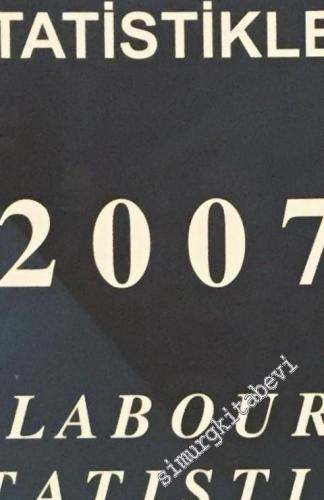 TATİSTİKLE
2007
LABOUR
TATISTI
simurgkitabevi